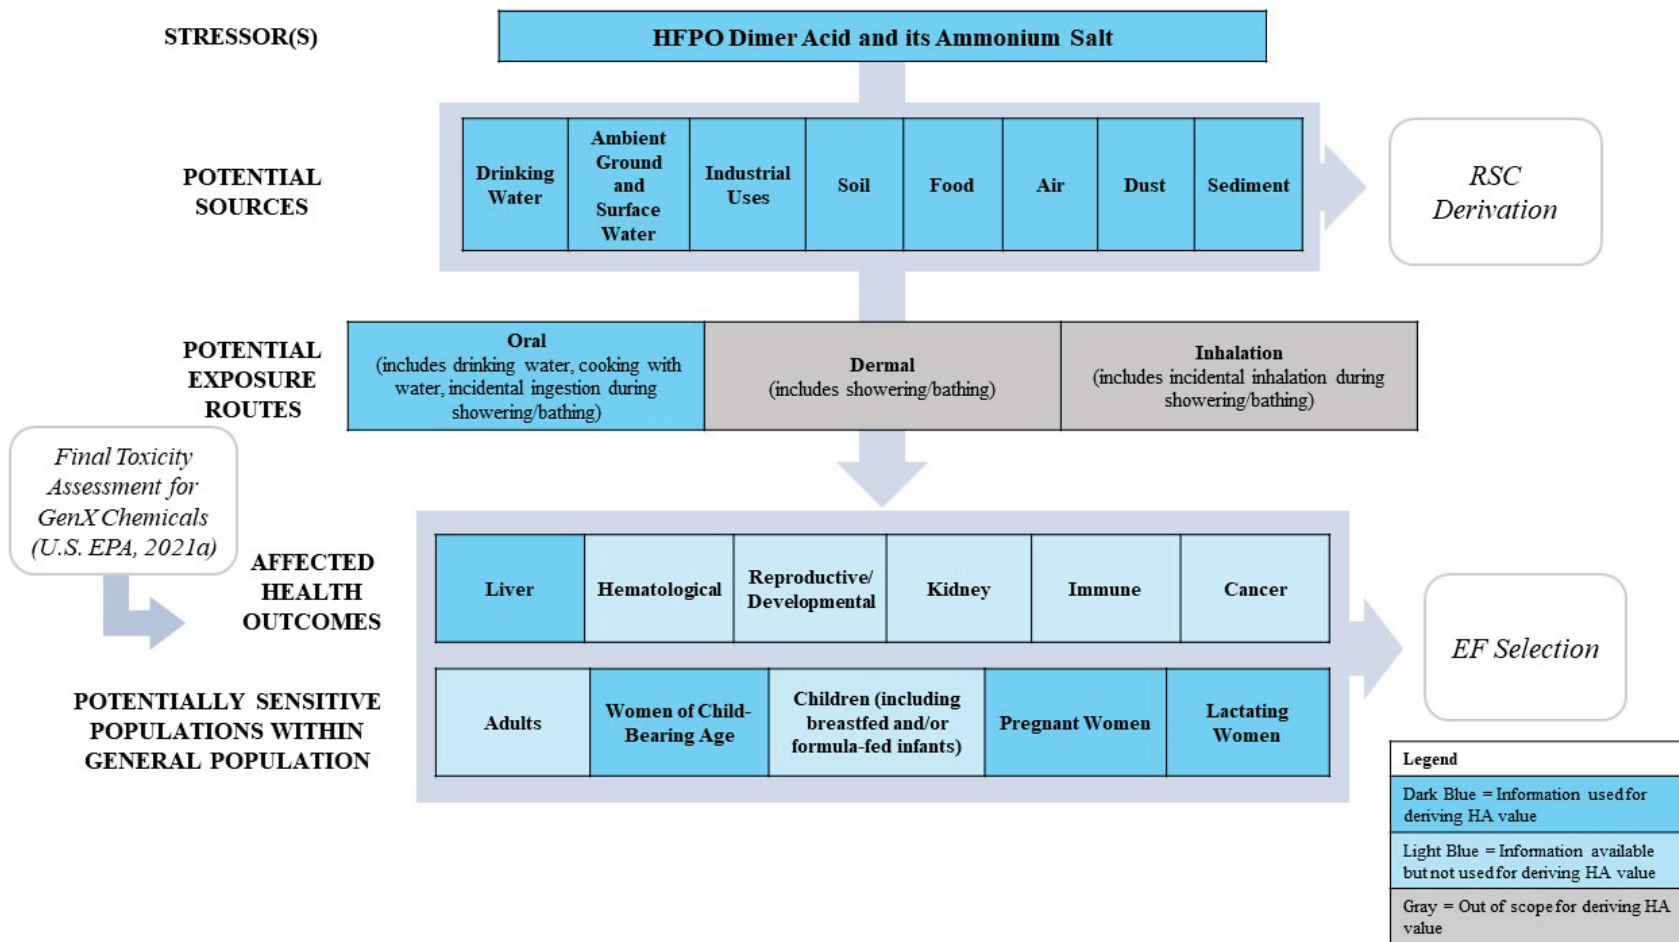 STRESSOR(S)
HFPO Dimer Acid and its Ammonium Salt
POTENTIAL
SOURCES
Drinking
Water
Ambient
Ground
and
Surface
Water
Industrial
Uses
Soil
Food
Air
Dust
Sediment
RSC
Derivation
POTENTIAL
EXPOSURE
ROUTES
Oral
(includes drinking water, cooking with
water, incidental ingestion during
showering/bathing)
Dermal
(includes showering/bathing)
Inhalation
(includes incidental inhalation during
showering/bathing)
Final Toxicity
Assessment for
GenX Chemicals
(U.S. EPA, 2021a)
AFFECTED
HEALTH
OUTCOMES
Liver
Hematological
Reproductive/
Developmental
Kidney
Immune
Cancer
EF Selection
POTENTIALLY SENSITIVE
POPULATIONS WITHIN
GENERAL POPULATION
Adults
Women of Child-
Bearing Age
Children (including
breastfed and/or
formula-fed infants)
Pregnant Women
Lactating
Women
Legend
Dark Blue = Information used for
deriving HA value
Light Blue = Information available
but not used for deriving HA value
Gray = Out of scope for deriving HA
value